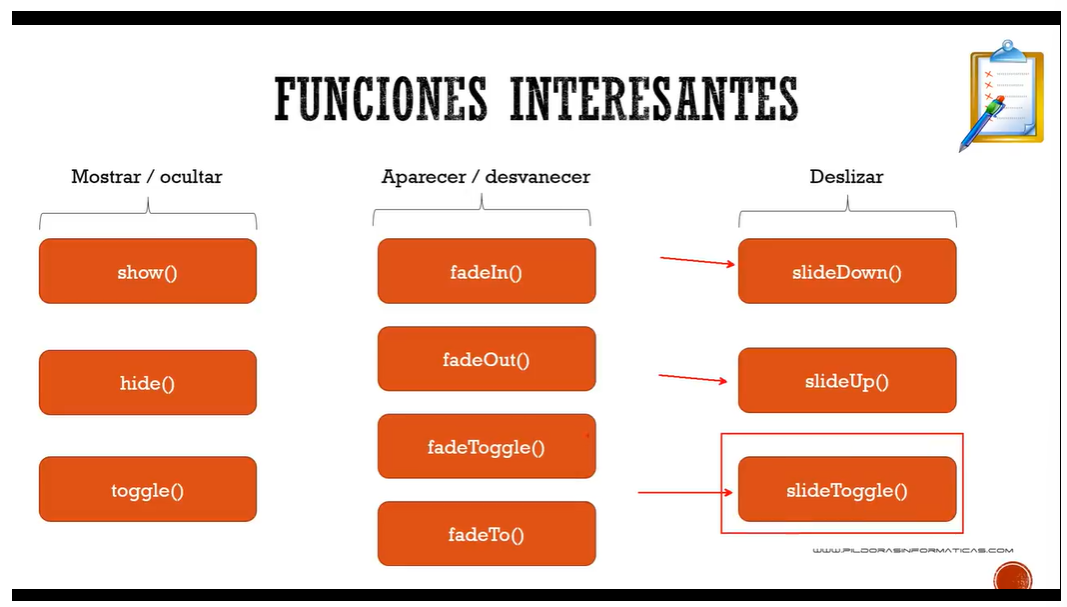 FUNCIONES INTERESANTES
Mostrar / ocultar
show()
hide()
toggle()
Aparecer / desvanecer
fadeIn()
fadeOut()
fadeToggle()
fadeTo()
Deslizar
slideDown()
slideUp()
slideToggle()
WWW.PILDORASINFORMATICAS.COM